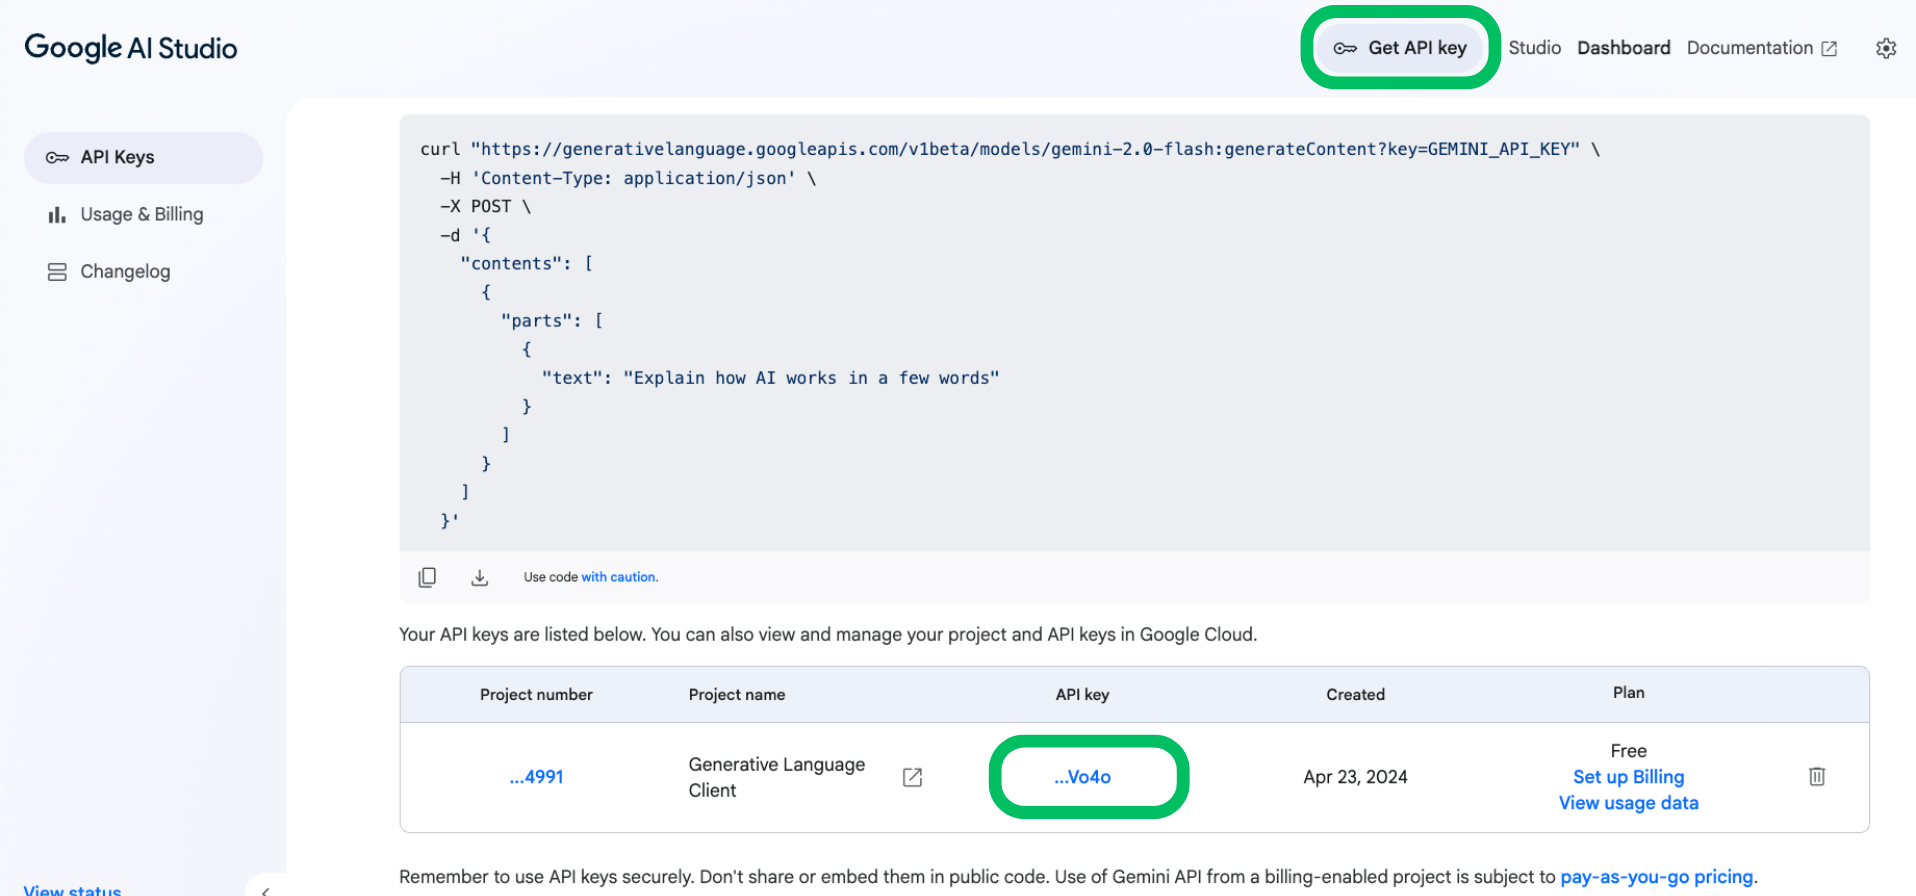 Google AI Studio
Get API key
Studio
Dashboard
Documentation
API Keys
Usage & Billing
Changelog
curl "https://generativelanguage.googleapis.com/v1beta/models/gemini-2.0-flash:generateContent?key=GEMINI_API_KEY" \
  -H 'Content-Type: application/json' \
  -X POST \
  -d '{
    "contents": [
      {
        "parts": [
          {
            "text": "Explain how AI works in a few words"
          }
        ]
      }
    ]
  }'
Use code with caution.
Your API keys are listed below. You can also view and manage your project and API keys in Google Cloud.
Project number Project name API key Created Plan
...4991
Generative Language
Client
...Vo4o
Apr 23, 2024
Free
Set up Billing
View usage data
Remember to use API keys securely. Don't share or embed them in public code. Use of Gemini API from a billing-enabled project is subject to pay-as-you-go pricing.
View status